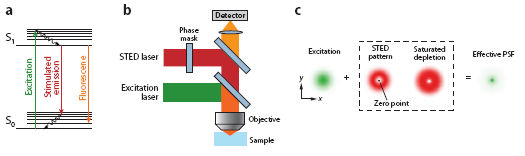 a
S1
Excitation
Stimulated
emission
Fluorescene
S0
b
Detector
Phase
mask
STED laser
Excitation
laser
Objective
Sample
c
Excitation
STED
pattern
Saturated
depletion
Effective PSF
y
+
=
x
Zero point